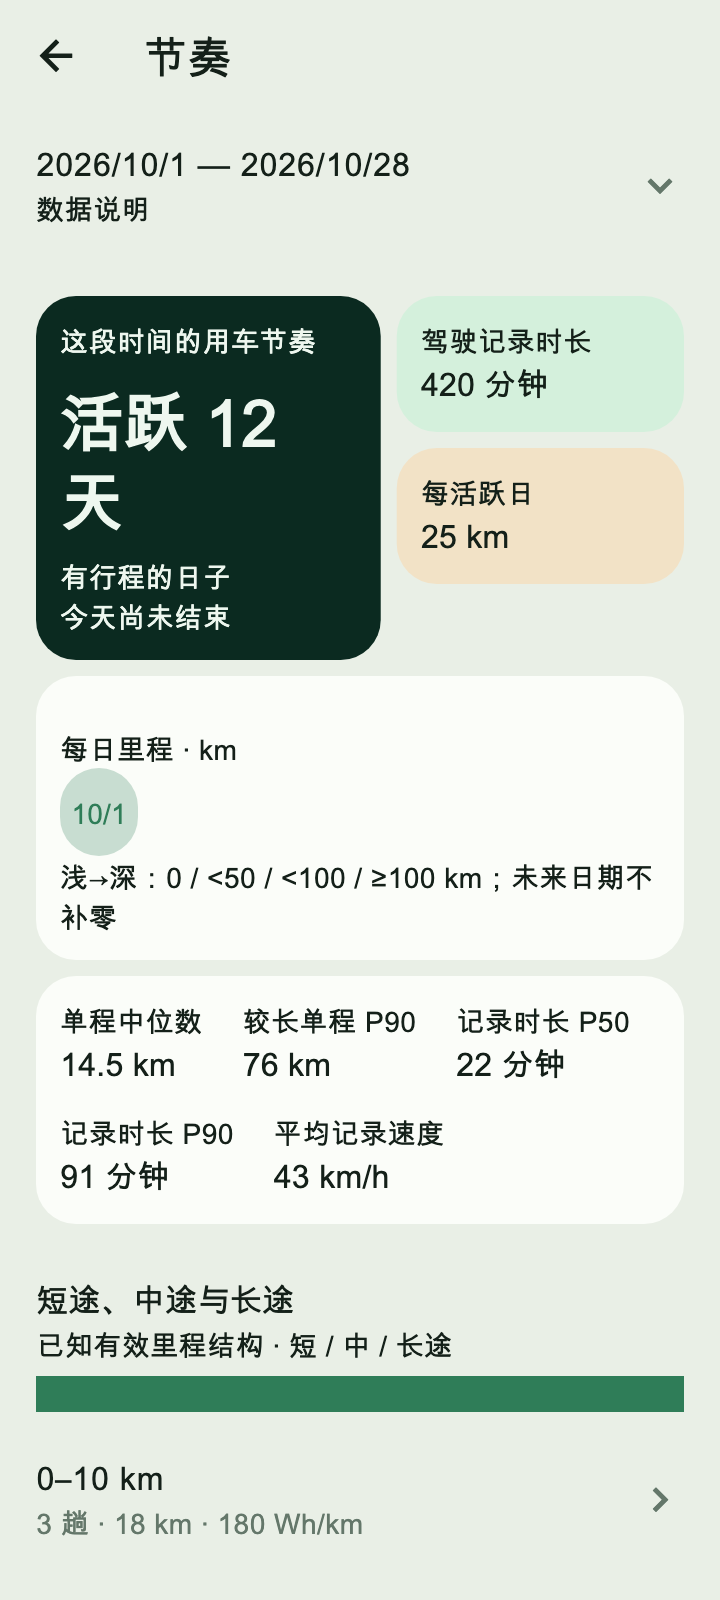 节奏
2026/10/1 — 2026/10/28
数据说明
这段时间的用车节奏
活跃 12
天
有行程的日子
今天尚未结束
驾驶记录时长
420 分钟
每活跃日
25 km
每日里程 · km
10/1
浅→深：0 / <50 / <100 / ≥100 km；未来日期不
补零
单程中位数
14.5 km
较长单程 P90
76 km
记录时长 P50
22 分钟
记录时长 P90
91 分钟
平均记录速度
43 km/h
短途、中途与长途
已知有效里程结构 · 短 / 中 / 长途
0–10 km
3 趟 · 18 km · 180 Wh/km